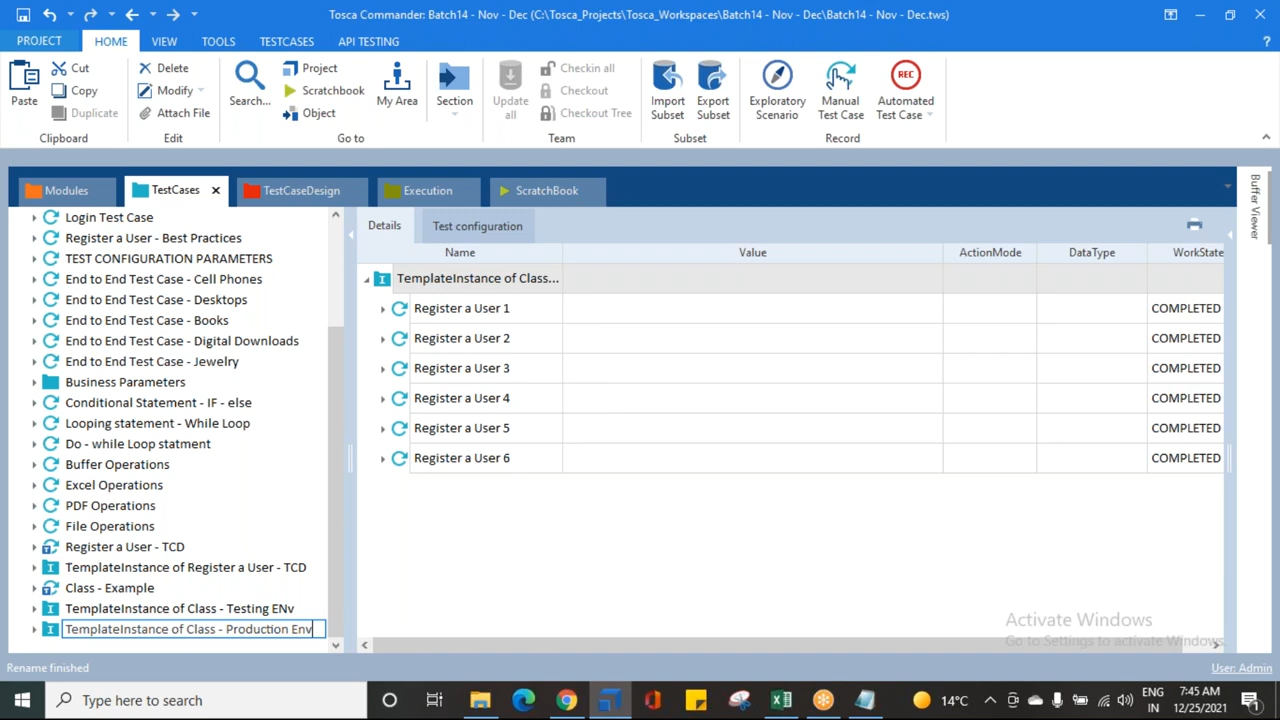 Tosca Commander: Batch14 - Nov - Dec (C:\Tosca_Projects\Tosca_Workspaces\Batch14 - Nov - Dec\Batch14 - Nov - Dec.tws)
PROJECT HOME VIEW TOOLS TESTCASES API TESTING ?
Paste Cut Copy Duplicate
Clipboard
Delete Modify Attach File
Edit
Search... Project Scratchbook Object My Area Section
Go to
Update all Checkin all Checkout Checkout Tree
Team
Import Subset Export Subset
Subset
Exploratory Scenario Manual Test Case REC Automated Test Case
Record
Modules TestCases TestCaseDesign Execution ScratchBook
Buffer Viewer
Login Test Case
Register a User - Best Practices
TEST CONFIGURATION PARAMETERS
End to End Test Case - Cell Phones
End to End Test Case - Desktops
End to End Test Case - Books
End to End Test Case - Digital Downloads
End to End Test Case - Jewelry
Business Parameters
Conditional Statement - IF - else
Looping statement - While Loop
Do - while Loop statment
Buffer Operations
Excel Operations
PDF Operations
File Operations
Register a User - TCD
TemplateInstance of Register a User - TCD
Class - Example
TemplateInstance of Class - Testing ENv
TemplateInstance of Class - Production Env
Details Test configuration
Name Value ActionMode DataType WorkState
TemplateInstance of Class...
Register a User 1 COMPLETED
Register a User 2 COMPLETED
Register a User 3 COMPLETED
Register a User 4 COMPLETED
Register a User 5 COMPLETED
Register a User 6 COMPLETED
Activate Windows
Go to Settings to activate Windows.
Rename finished User: Admin
Type here to search
14°C
ENG
IN
7:45 AM
12/25/2021
1